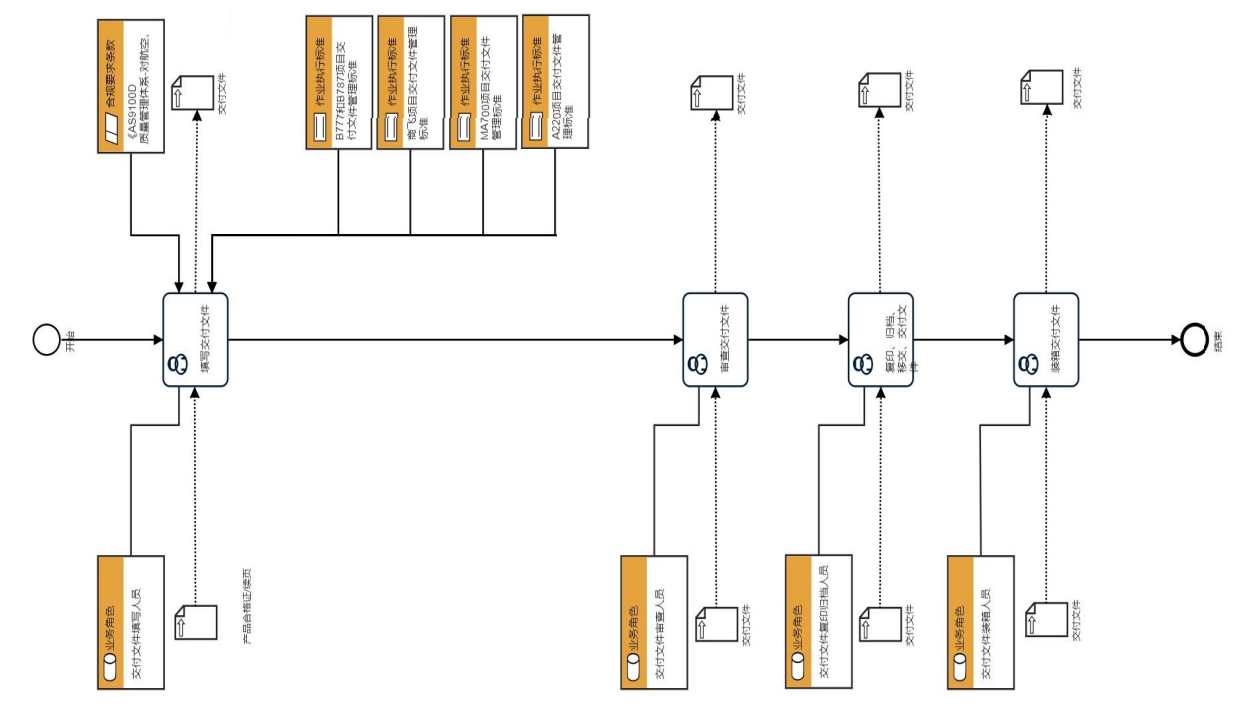 合规要求条款
《AS9100D
质量管理体系-对航空、
交付文件
作业执行标准
B777和B787项目交
付文件管理标准
作业执行标准
商飞项目交付文件管理
标准
作业执行标准
MA700项目交付文件
管理标准
作业执行标准
A220项目交付文件管
理标准
交付文件
交付文件
交付文件
开始
填写交付文件
审查交付文件
复印、归档、
移交、交付文
件
装箱交付文件
结束
业务角色
交付文件填写人员
产品合格证/续页
业务角色
交付文件审查人员
交付文件
业务角色
交付文件复印归档人员
交付文件
业务角色
交付文件装箱人员
交付文件